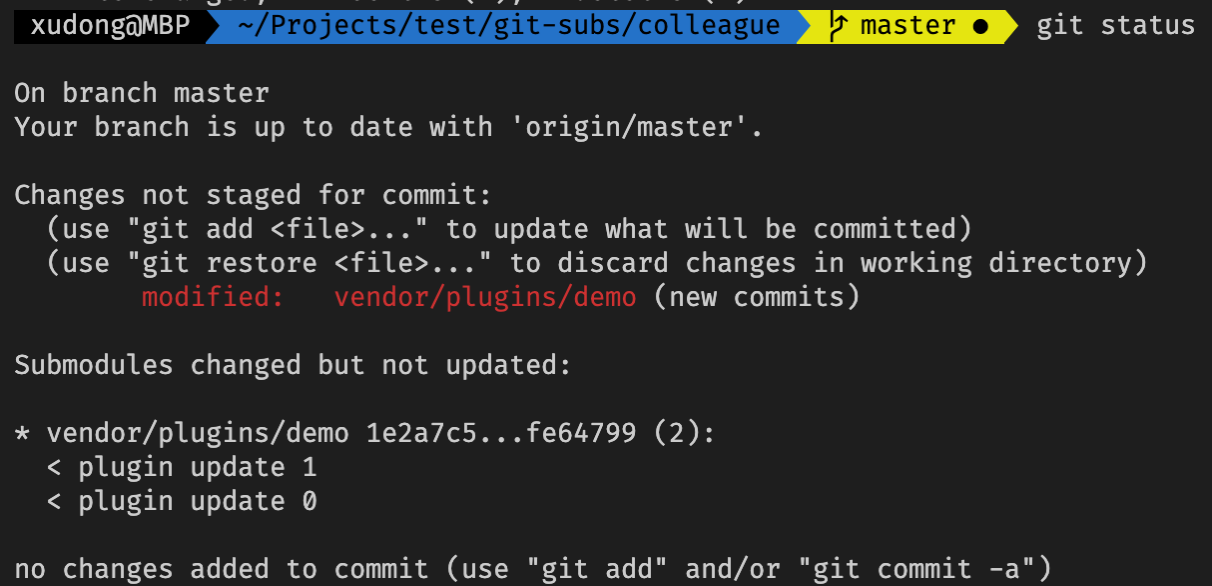 xudong@MBP ~/Projects/test/git-subs/colleague master ● git status
On branch master
Your branch is up to date with 'origin/master'.
Changes not staged for commit:
(use "git add <file>..." to update what will be committed)
(use "git restore <file>..." to discard changes in working directory)
modified: vendor/plugins/demo (new commits)
Submodules changed but not updated:
* vendor/plugins/demo 1e2a7c5...fe64799 (2):
< plugin update 1
< plugin update 0
no changes added to commit (use "git add" and/or "git commit -a")